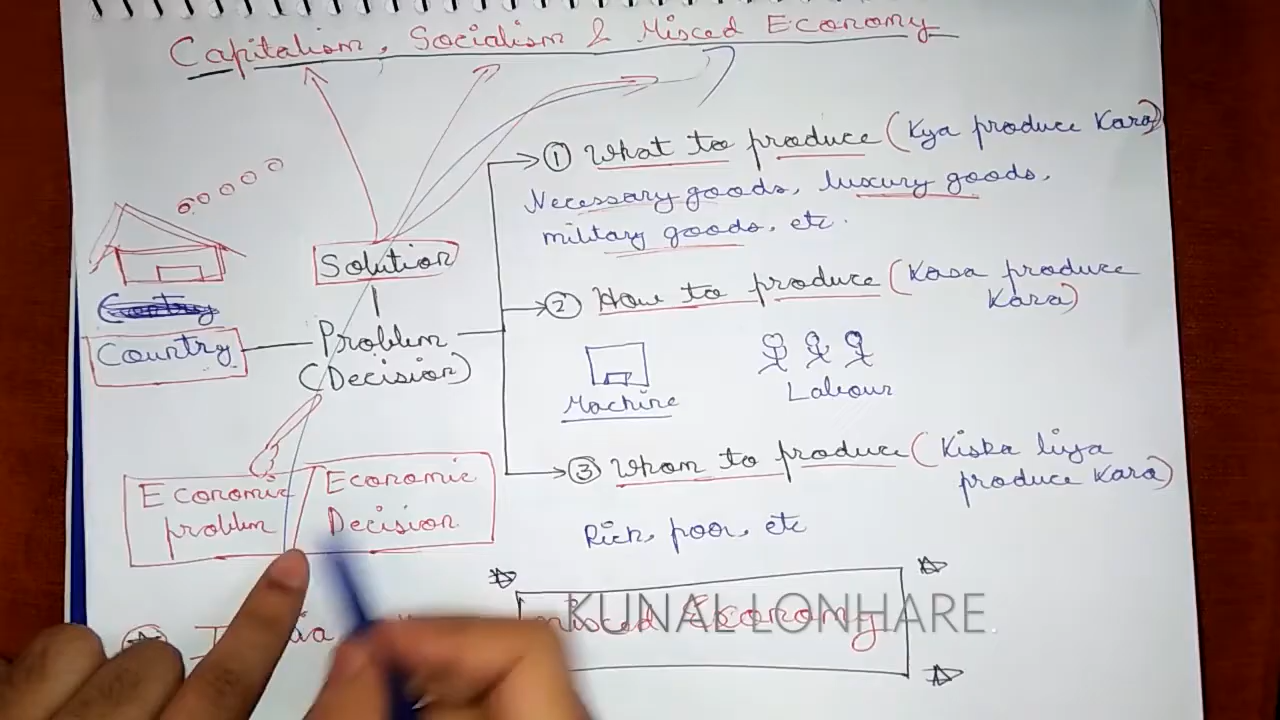 Capitalism, Socialism & Mixced Economy
① What to produce (Kya produce Kara)
Necessary goods, luxury goods,
military goods, etc.
Solution
② How to produce (Kasa produce
Kara)
Country
Problem
(Decision)
Machine
Labour
③ Whom to produce (Kiska liya
produce Kara)
Economic
problem
Economic
Decision
Rich, poor, etc
Economy
KUNAL LONHARE